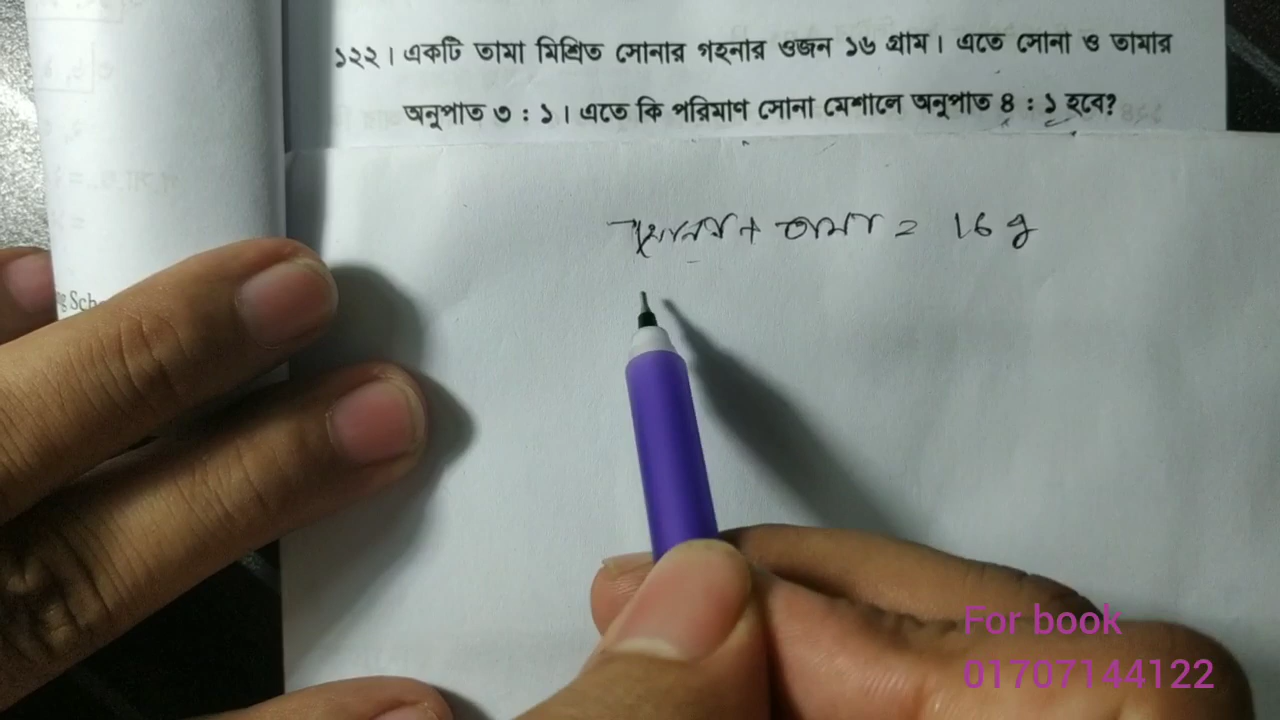 ১২২। একটি তামা মিশ্রিত সোনার গহনার ওজন ১৬ গ্রাম। এতে সোনা ও তামার
অনুপাত ৩ : ১। এতে কি পরিমাণ সোনা মেশালে অনুপাত ৪ : ১ হবে?
সোনা + তামা = 16 g
g Sch
For book
01707144122